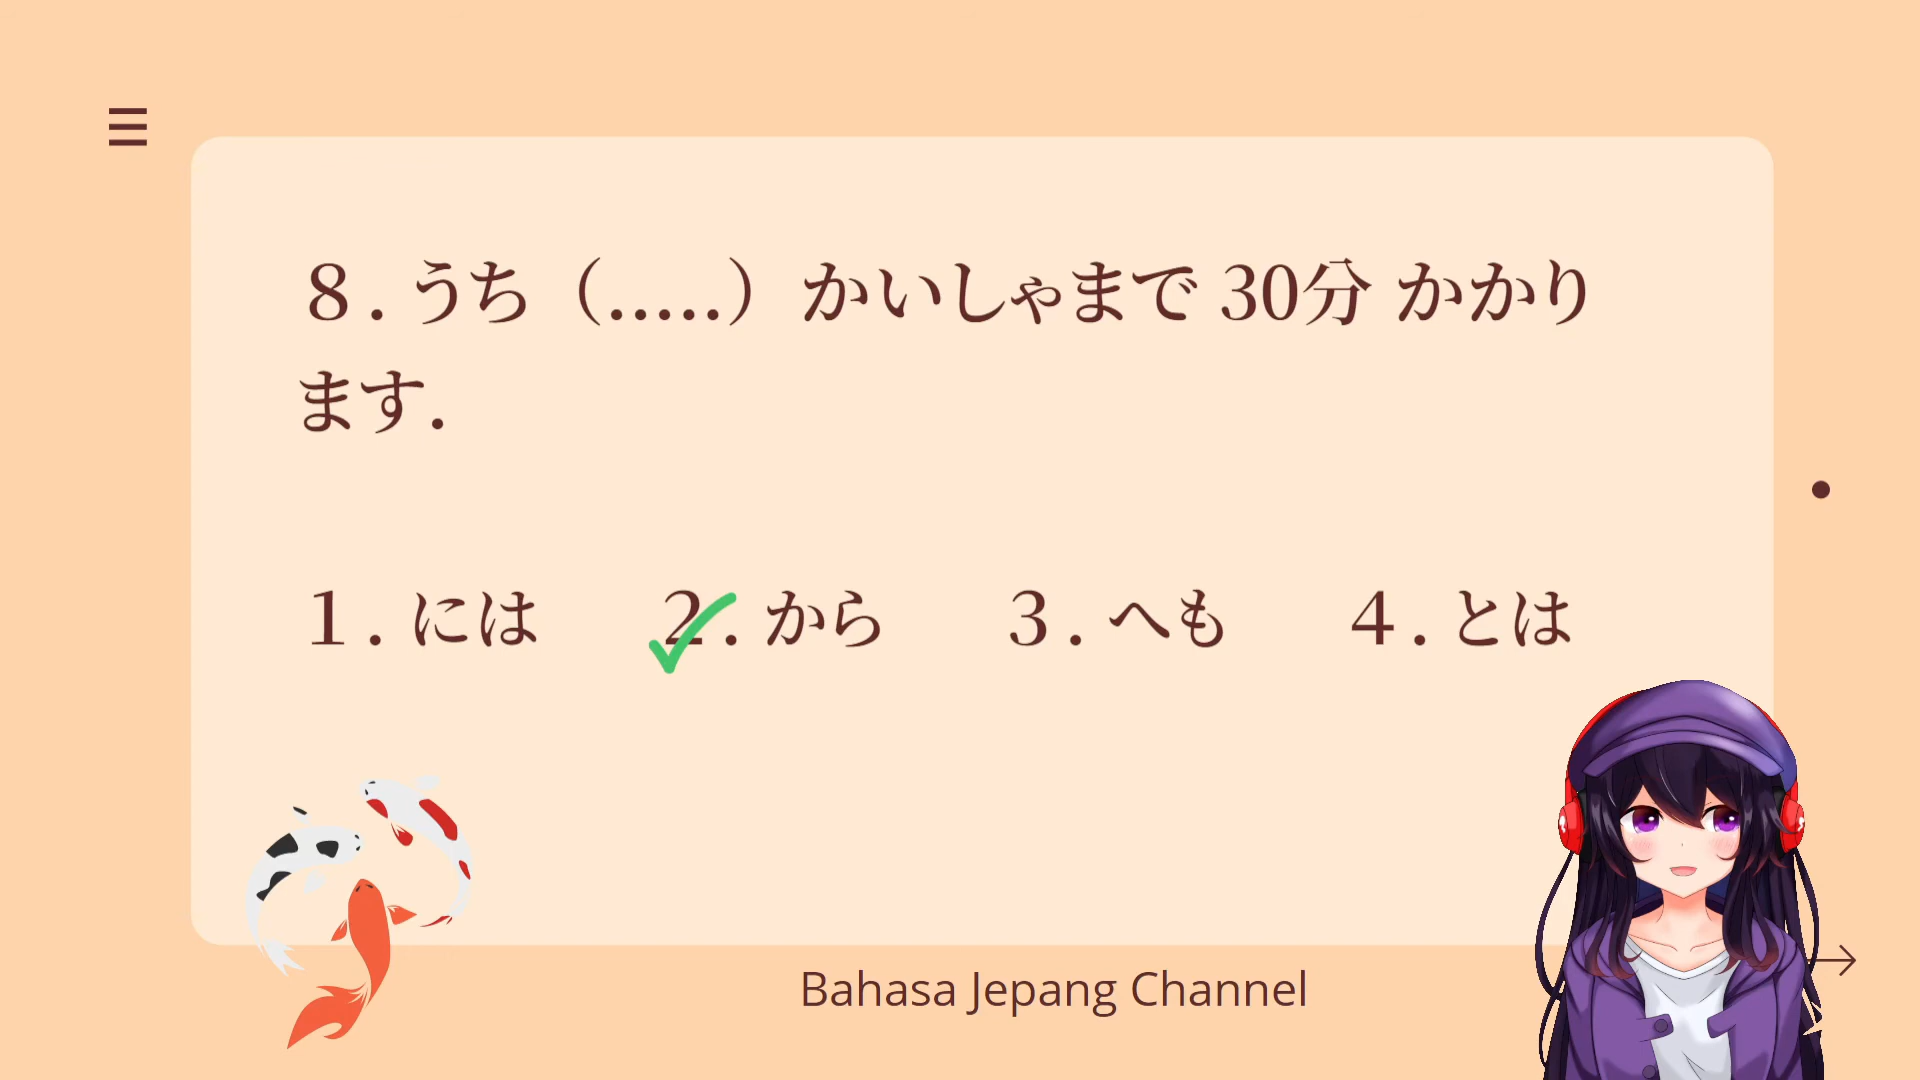 ８. うち（.....）かいしゃまで 30分 かかり
ます.
１. には ２. から ３. へも ４. とは
Bahasa Jepang Channel